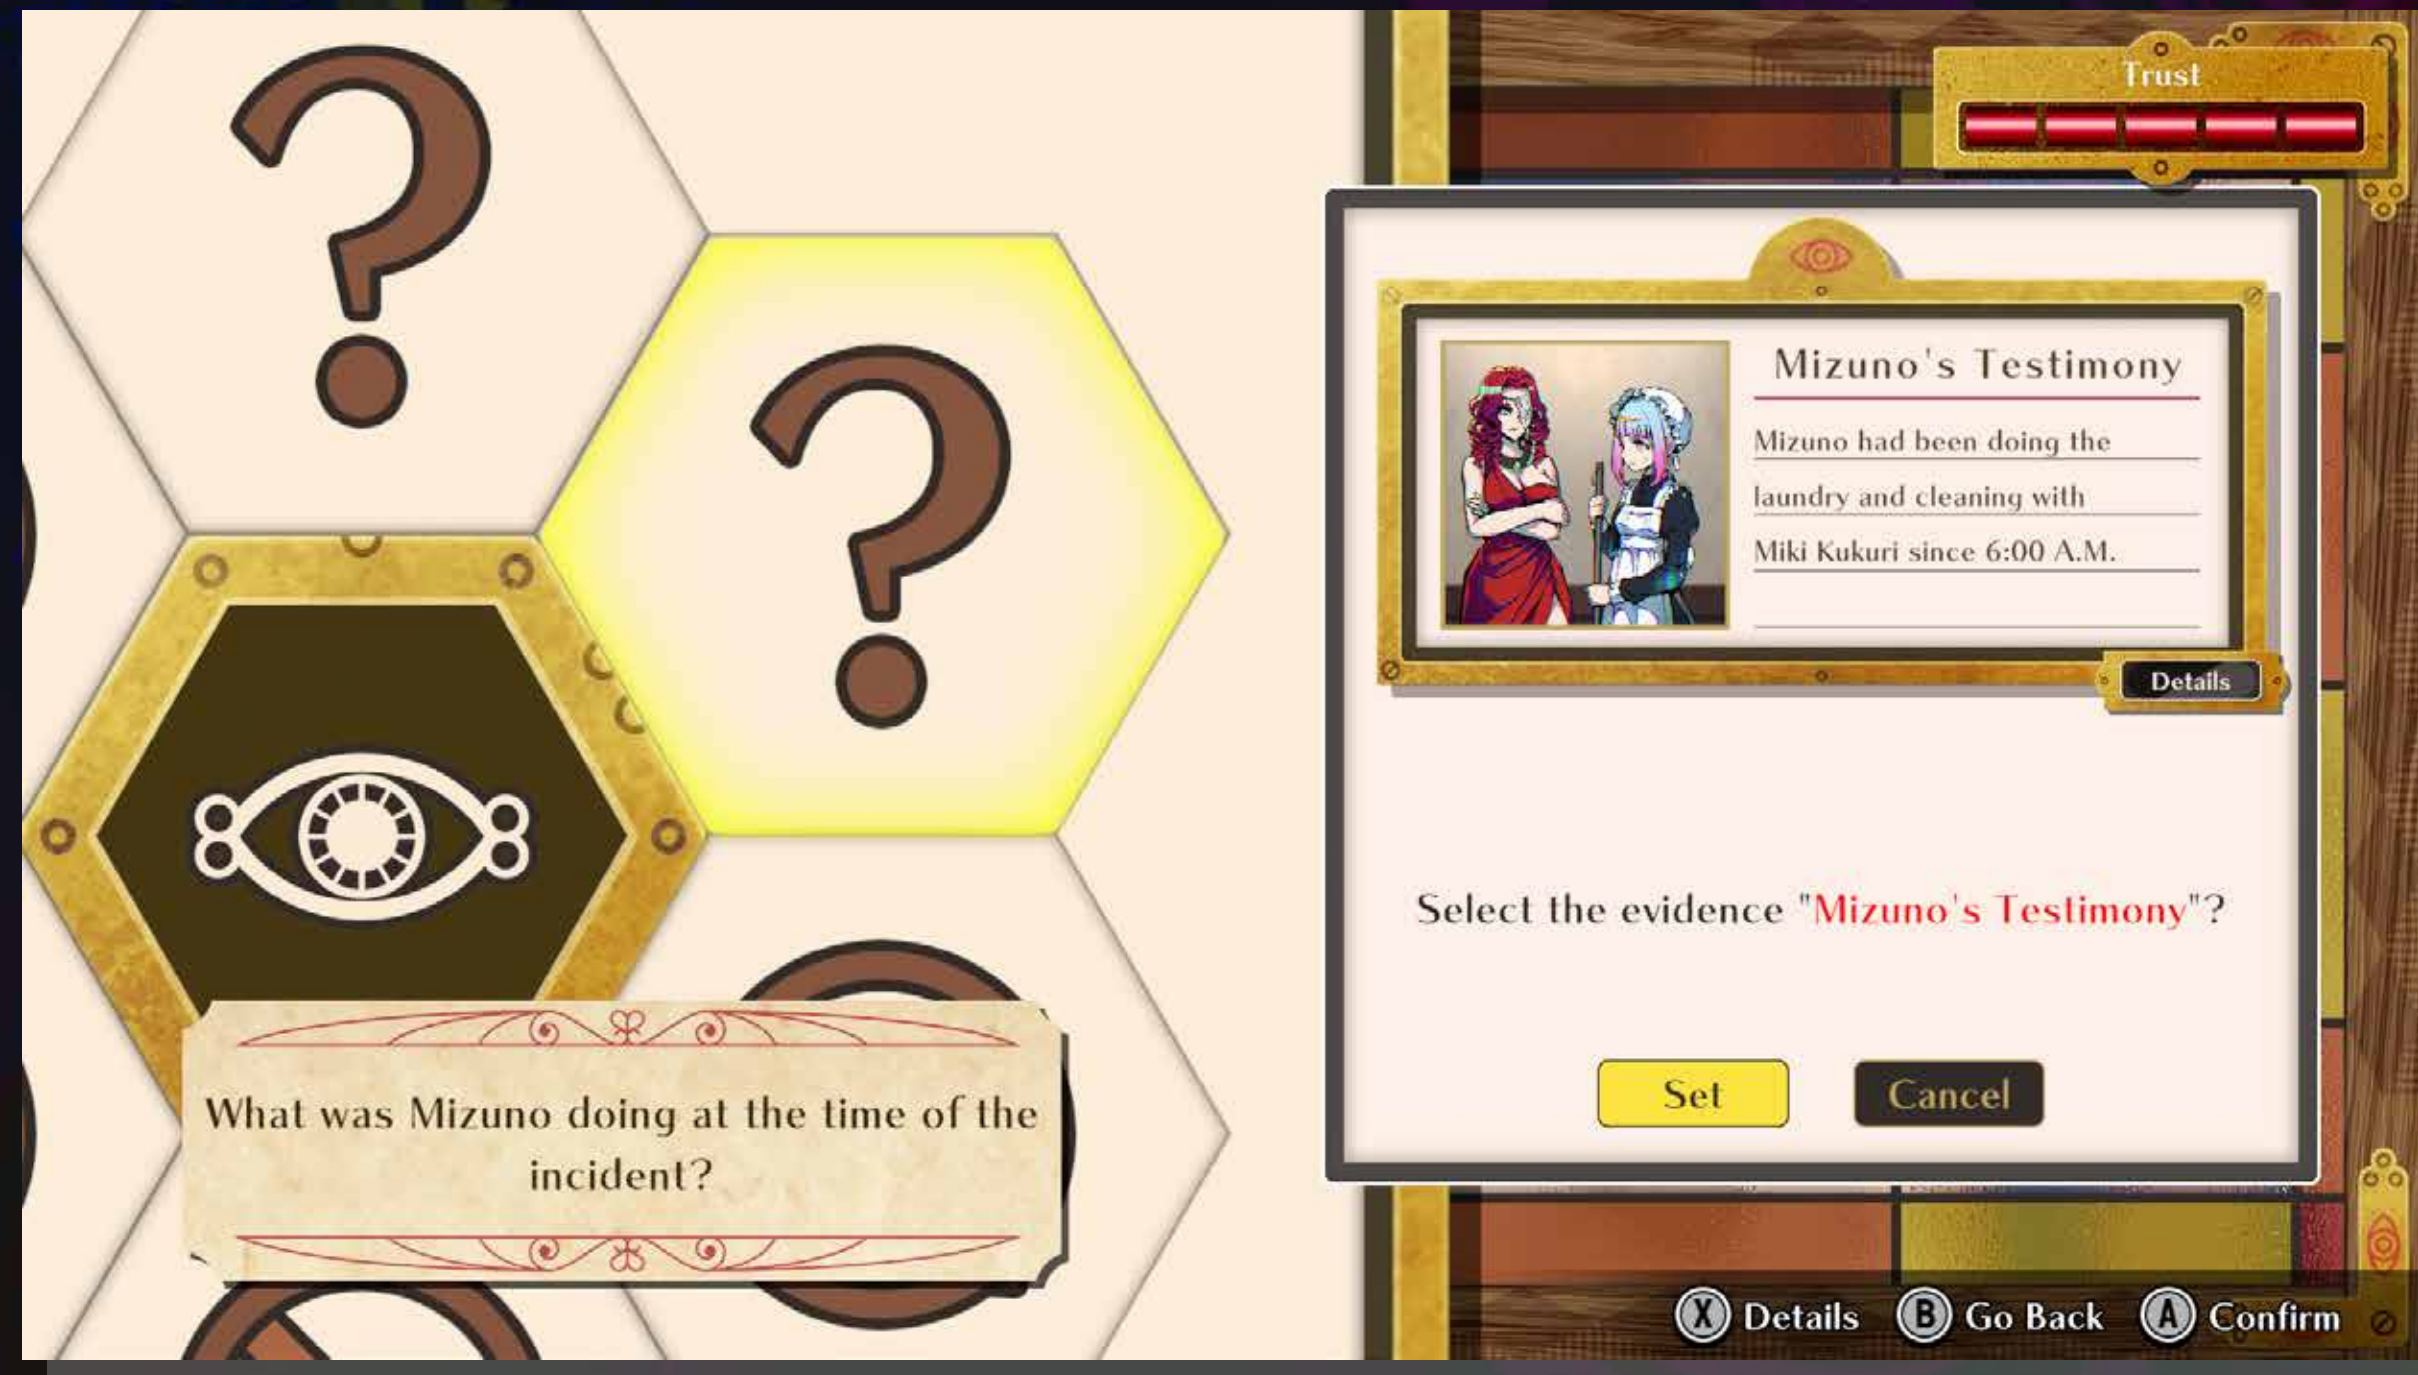 Trust
Mizuno's Testimony
Mizuno had been doing the
laundry and cleaning with
Miki Kukuri since 6:00 A.M.
Details
Select the evidence "Mizuno's Testimony"?
Set
Cancel
What was Mizuno doing at the time of the
incident?
X Details B Go Back A Confirm